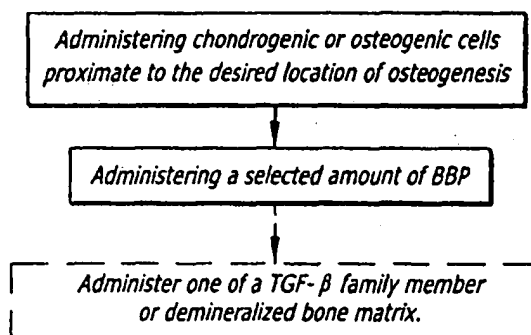 Administering chondrogenic or osteogenic cells
proximate to the desired location of osteogenesis
Administering a selected amount of BBP
Administer one of a TGF- β family member
or demineralized bone matrix.